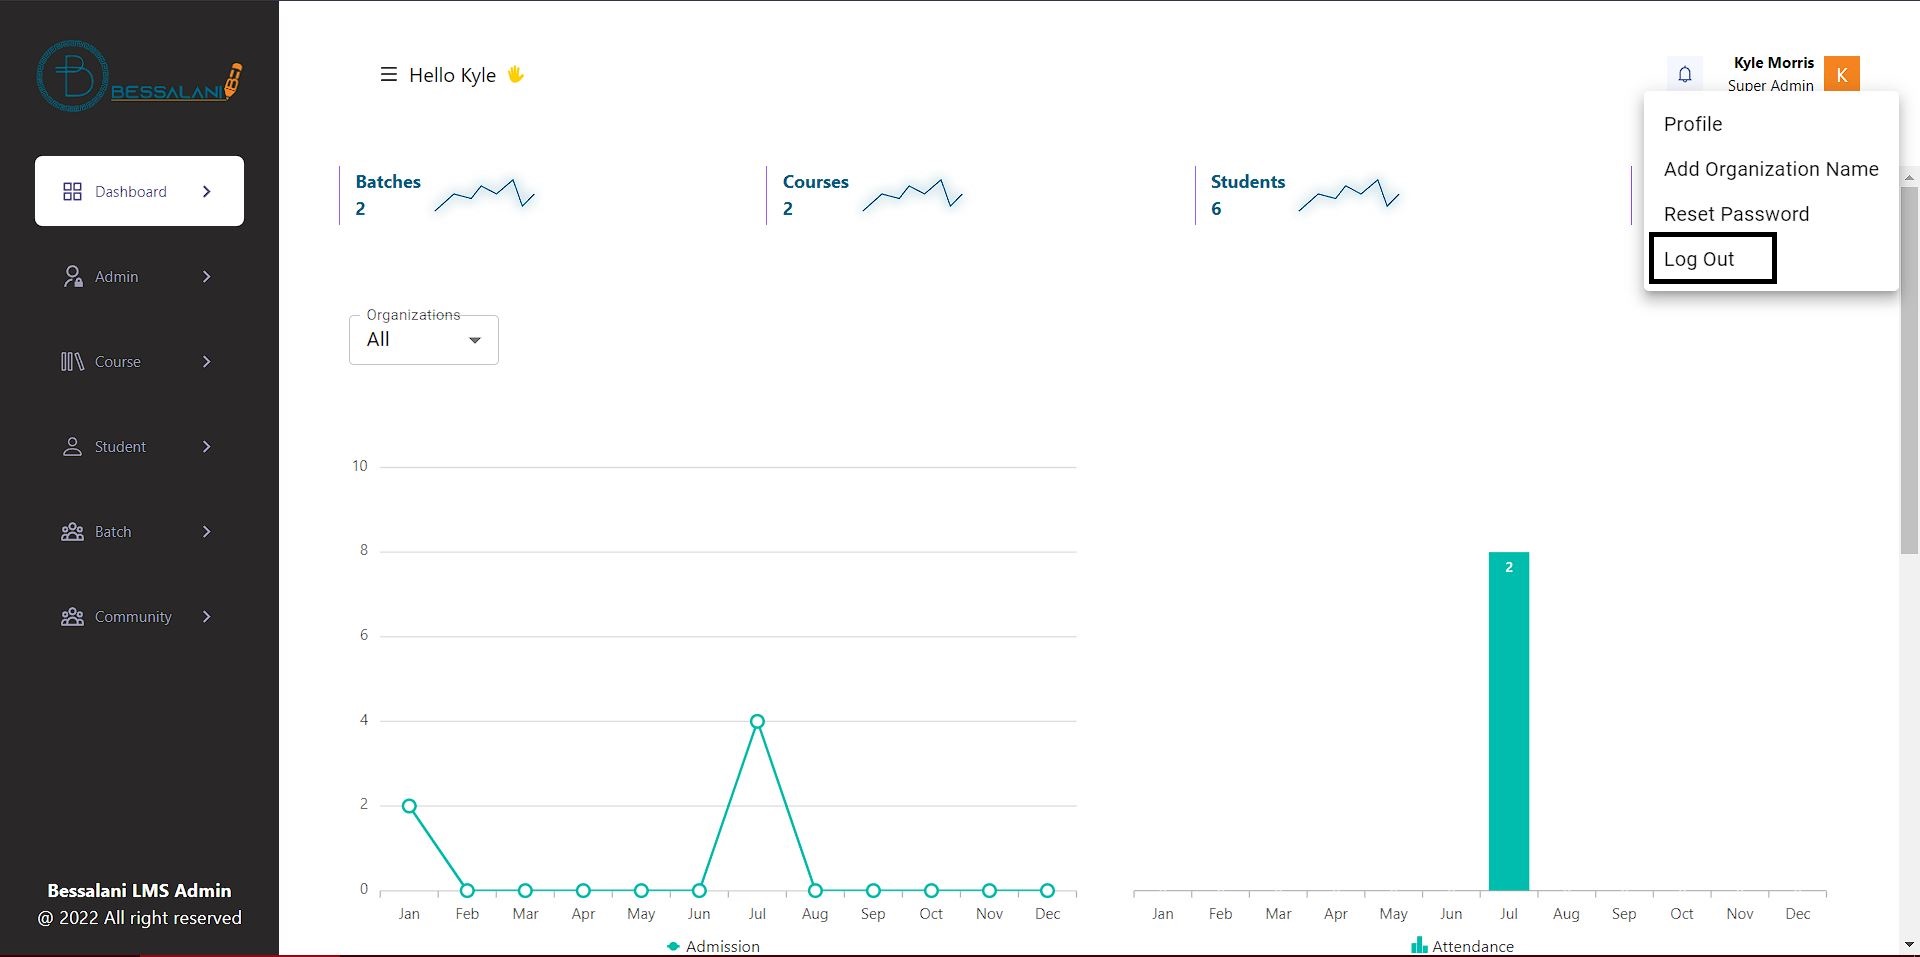 BESSALANI
Dashboard
Admin
Course
Student
Batch
Community
Bessalani LMS Admin
@ 2022 All right reserved
Hello Kyle
Kyle Morris
Super Admin
K
Profile
Add Organization Name
Reset Password
Log Out
Batches
2
Courses
2
Students
6
Organizations
All
10
8
6
4
2
0
Jan Feb Mar Apr May Jun Jul Aug Sep Oct Nov Dec
Admission
2
Jan Feb Mar Apr May Jun Jul Aug Sep Oct Nov Dec
Attendance